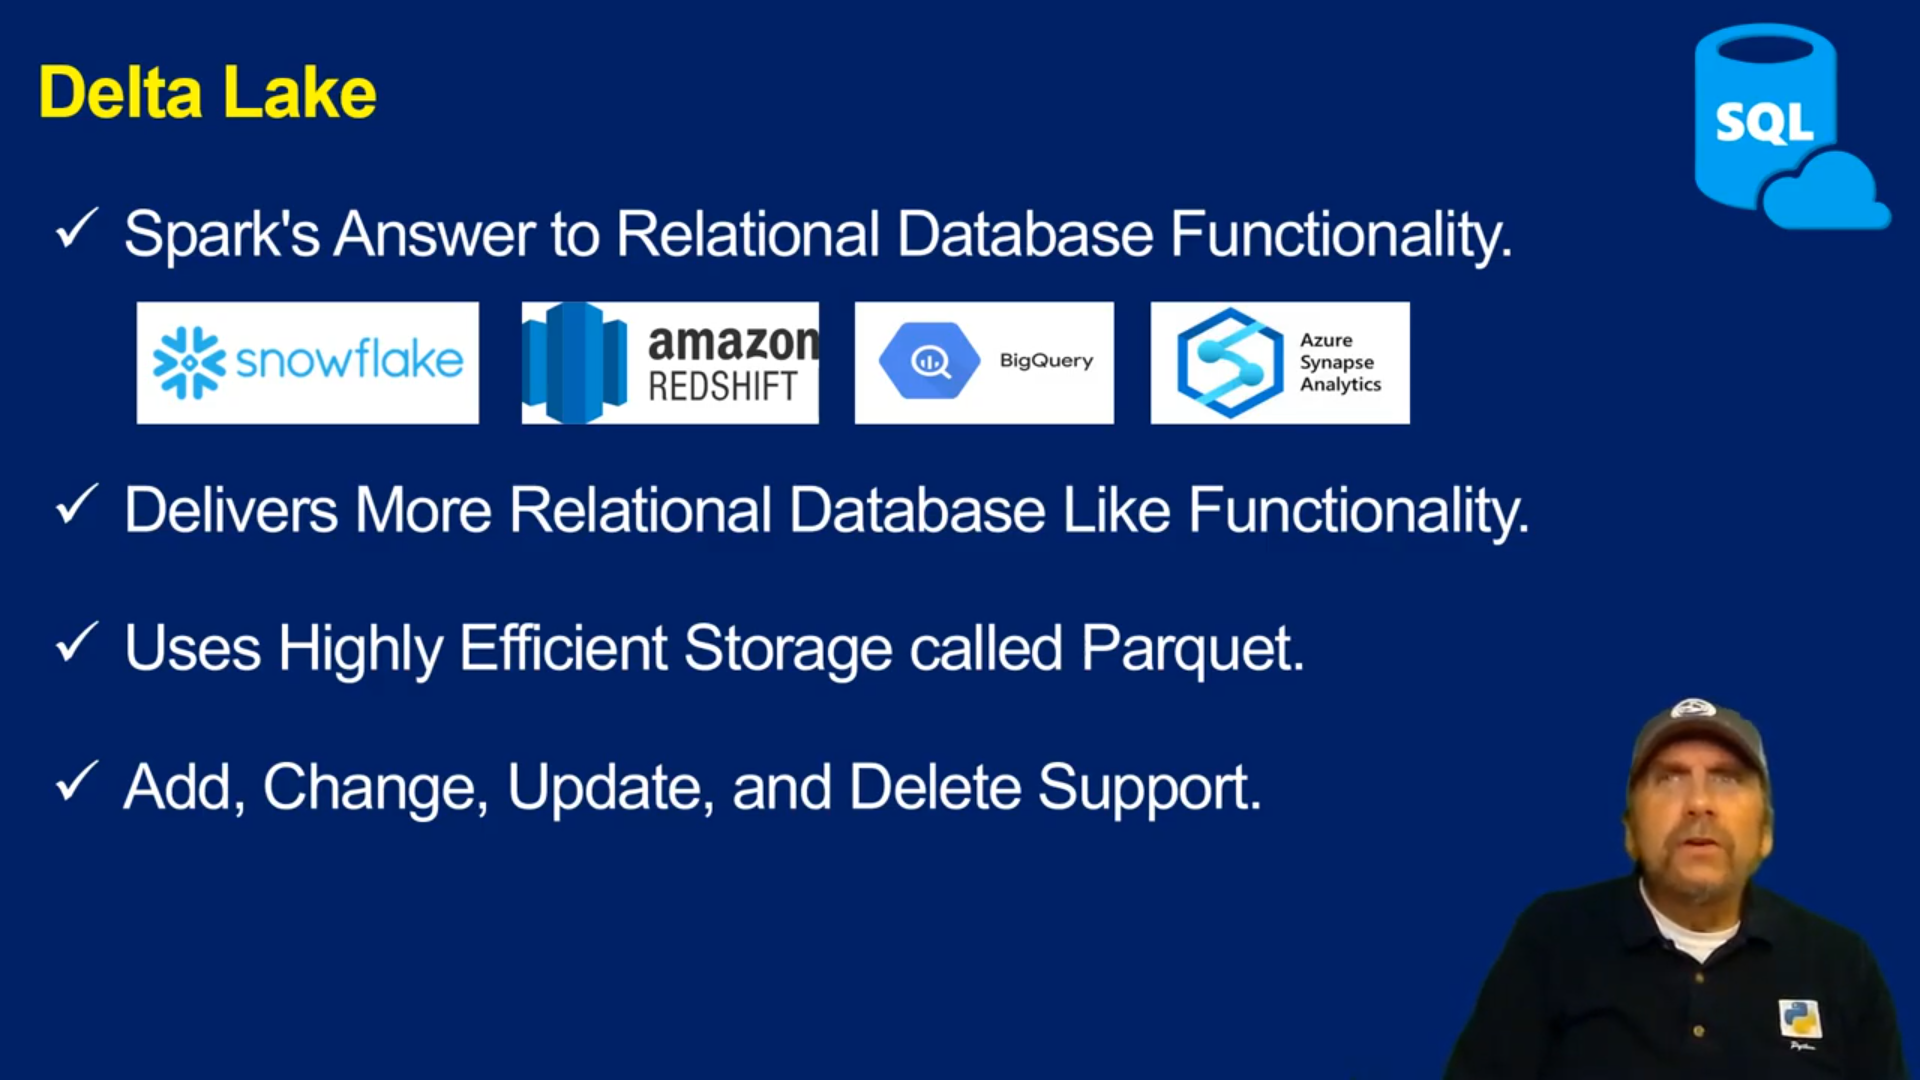 Delta Lake
SQL
✓ Spark's Answer to Relational Database Functionality.
snowflake
amazon
REDSHIFT
BigQuery
Azure
Synapse
Analytics
✓ Delivers More Relational Database Like Functionality.
✓ Uses Highly Efficient Storage called Parquet.
✓ Add, Change, Update, and Delete Support.
Python